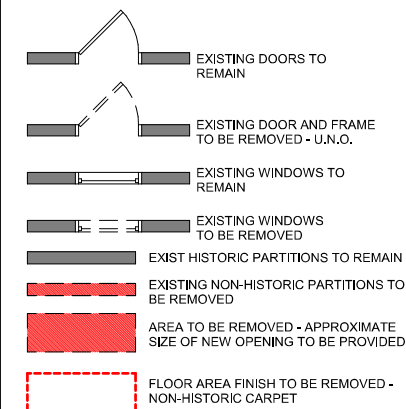 EXISTING DOORS TO
REMAIN
EXISTING DOOR AND FRAME
TO BE REMOVED - U.N.O.
EXISTING WINDOWS TO
REMAIN
EXISTING WINDOWS
TO BE REMOVED
EXIST HISTORIC PARTITIONS TO REMAIN
EXISTING NON-HISTORIC PARTITIONS TO
BE REMOVED
AREA TO BE REMOVED - APPROXIMATE
SIZE OF NEW OPENING TO BE PROVIDED
FLOOR AREA FINISH TO BE REMOVED -
NON-HISTORIC CARPET